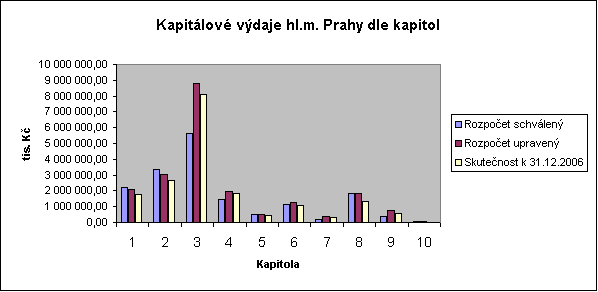 Kapitálové výdaje hl.m. Prahy dle kapitol
10 000 000,00
9 000 000,00
8 000 000,00
7 000 000,00
6 000 000,00
5 000 000,00
4 000 000,00
3 000 000,00
2 000 000,00
1 000 000,00
0,00
tis. Kč
1 2 3 4 5 6 7 8 9 10
Kapitola
Rozpočet schválený
Rozpočet upravený
Skutečnost k 31.12.2006